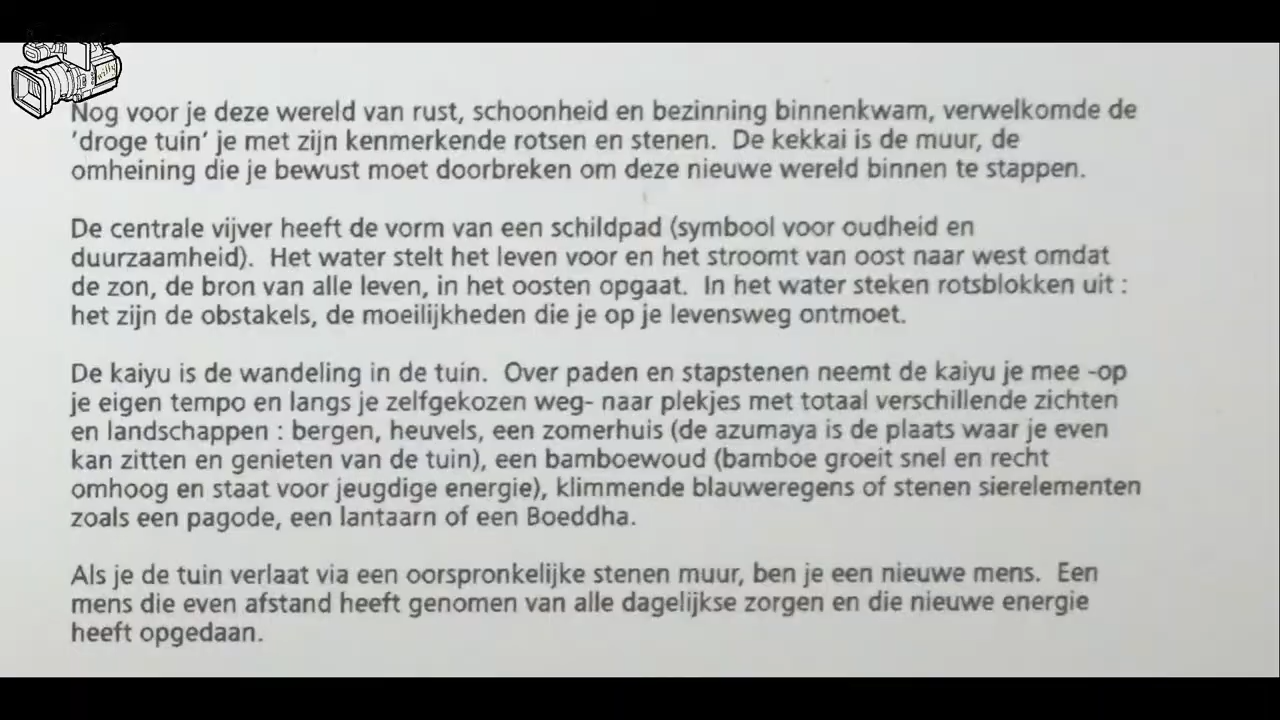 willy
Nog voor je deze wereld van rust, schoonheid en bezinning binnenkwam, verwelkomde de
'droge tuin' je met zijn kenmerkende rotsen en stenen. De kekkai is de muur, de
omheining die je bewust moet doorbreken om deze nieuwe wereld binnen te stappen.
De centrale vijver heeft de vorm van een schildpad (symbool voor oudheid en
duurzaamheid). Het water stelt het leven voor en het stroomt van oost naar west omdat
de zon, de bron van alle leven, in het oosten opgaat. In het water steken rotsblokken uit :
het zijn de obstakels, de moeilijkheden die je op je levensweg ontmoet.
De kaiyu is de wandeling in de tuin. Over paden en stapstenen neemt de kaiyu je mee -op
je eigen tempo en langs je zelfgekozen weg- naar plekjes met totaal verschillende zichten
en landschappen : bergen, heuvels, een zomerhuis (de azumaya is de plaats waar je even
kan zitten en genieten van de tuin), een bamboewoud (bamboe groeit snel en recht
omhoog en staat voor jeugdige energie), klimmende blauweregens of stenen sierelementen
zoals een pagode, een lantaarn of een Boeddha.
Als je de tuin verlaat via een oorspronkelijke stenen muur, ben je een nieuwe mens. Een
mens die even afstand heeft genomen van alle dagelijkse zorgen en die nieuwe energie
heeft opgedaan.